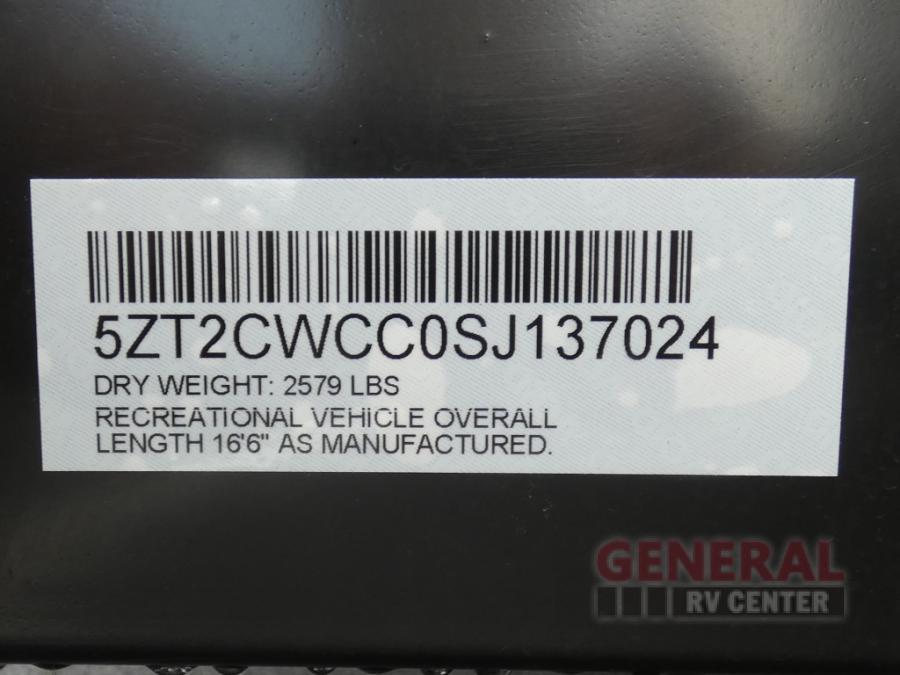 5ZT2CWCC0SJ137024
DRY WEIGHT: 2579 LBS
RECREATIONAL VEHICLE OVERALL
LENGTH 16'6" AS MANUFACTURED.
GENERAL
RV CENTER